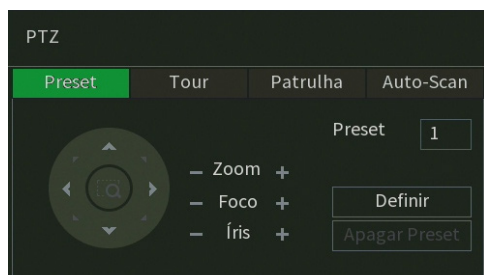 PTZ
Preset Tour Patrulha Auto-Scan
Preset 1
− Zoom +
− Foco + Definir
− Íris + Apagar Preset